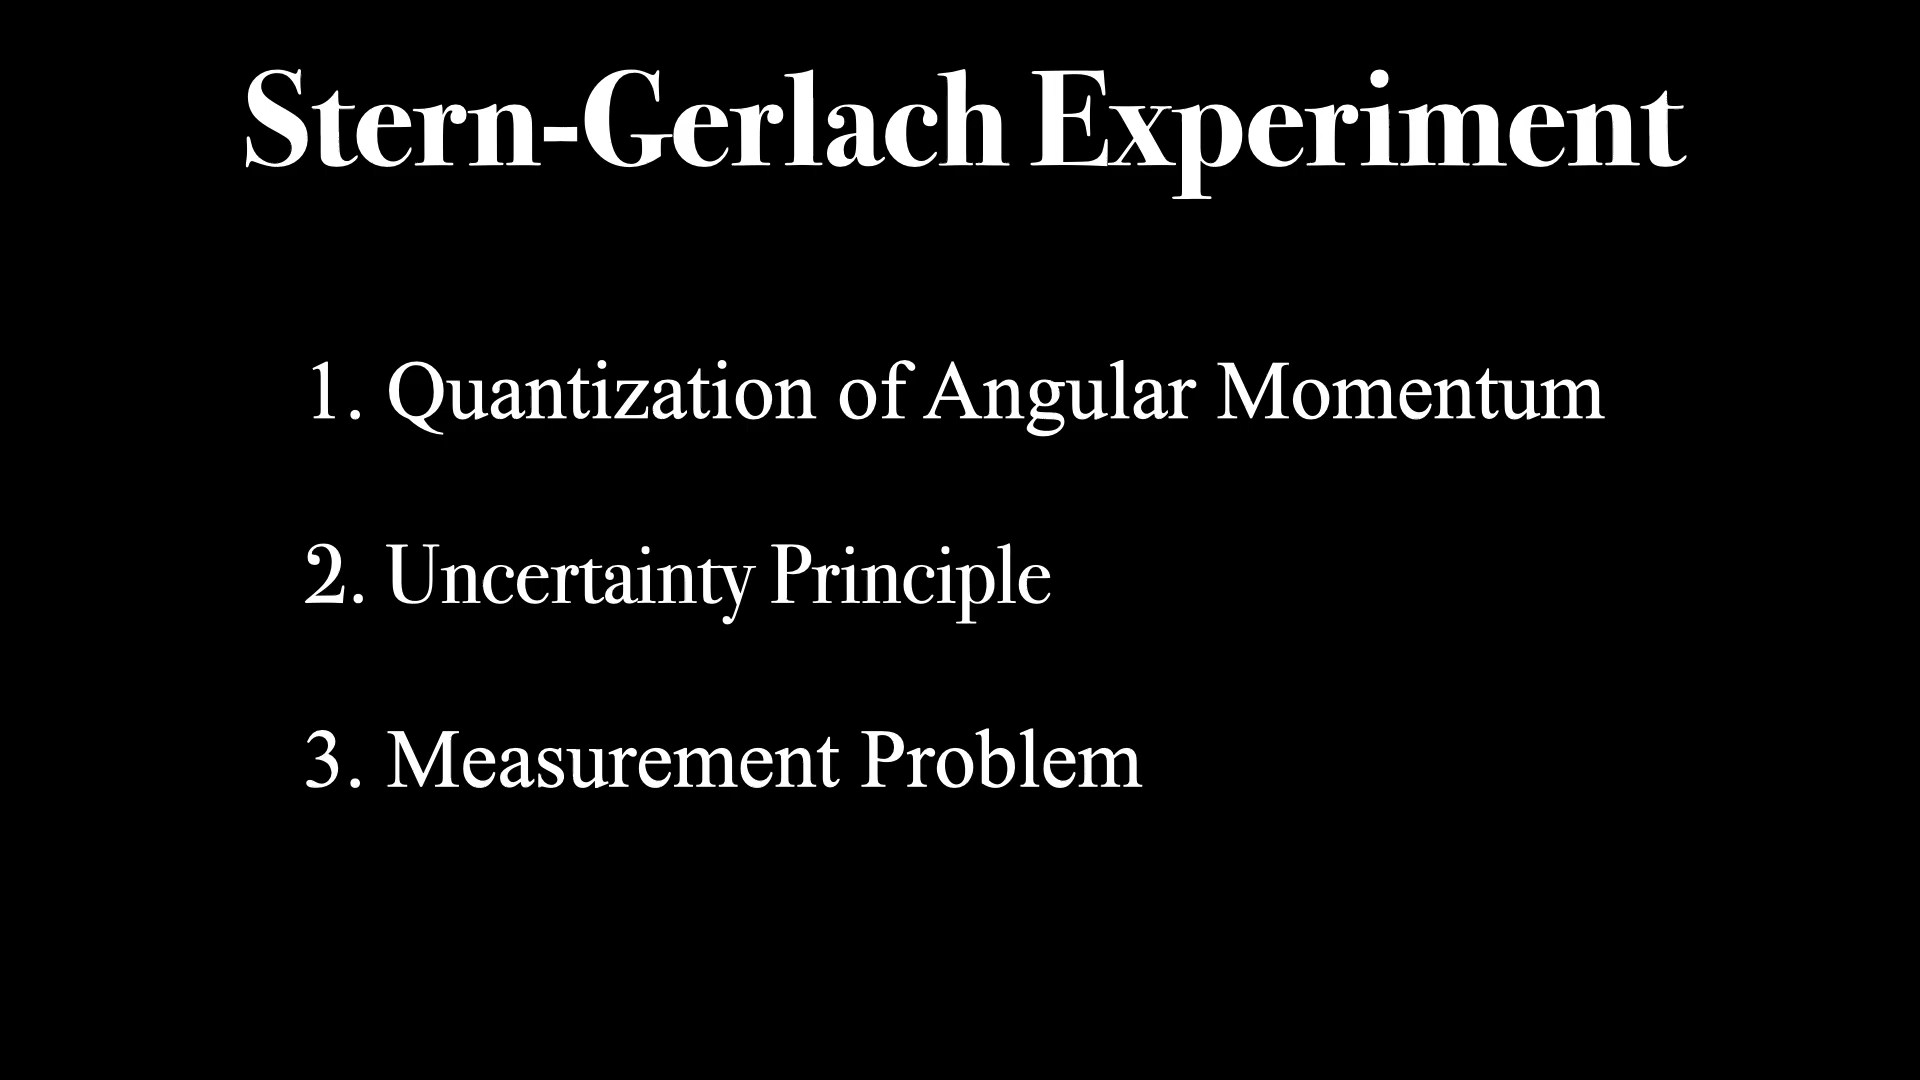 Stern-Gerlach Experiment
1. Quantization of Angular Momentum
2. Uncertainty Principle
3. Measurement Problem